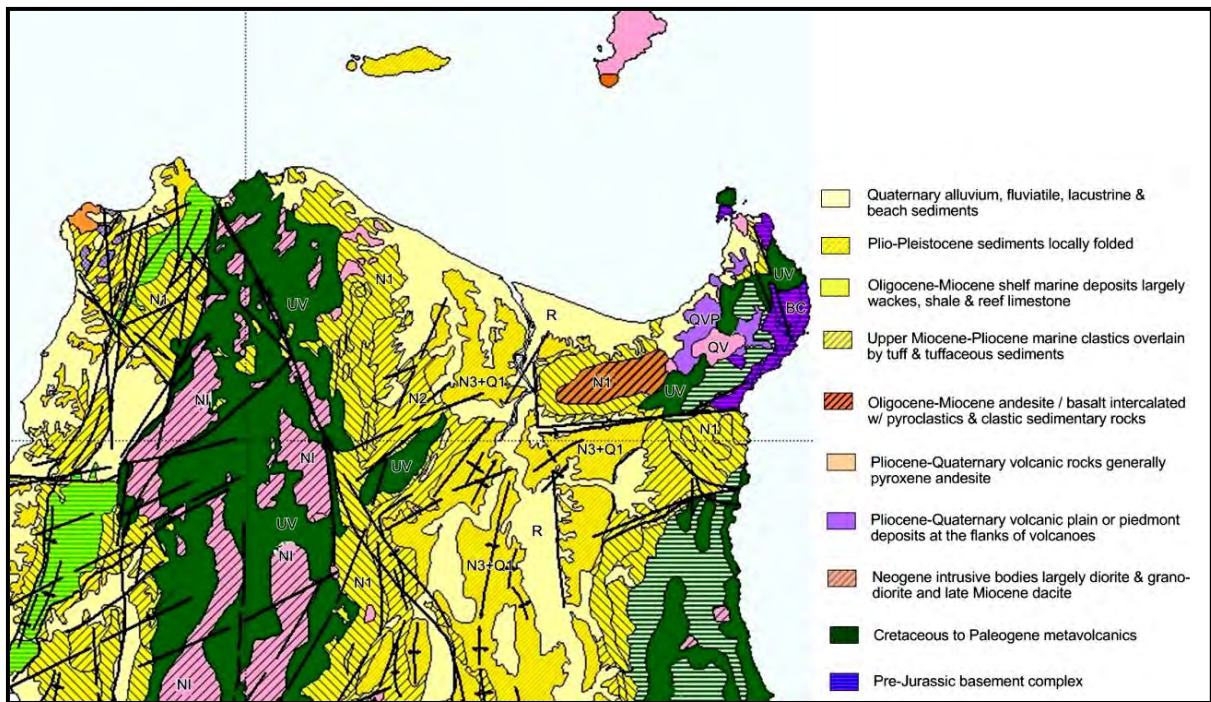 R
UV
N1
UV
BC
N1
UV
QVP
R
QV
N3+Q1
N1
NI
N2
UV
N1
NI
N3+Q1
UV
UV
R
NI
N3+Q1
N1
NI
Quaternary alluvium, fluviatile, lacustrine &
beach sediments
Plio-Pleistocene sediments locally folded
Oligocene-Miocene shelf marine deposits largely
wackes, shale & reef limestone
Upper Miocene-Pliocene marine clastics overlain
by tuff & tuffaceous sediments
Oligocene-Miocene andesite / basalt intercalated
w/ pyroclastics & clastic sedimentary rocks
Pliocene-Quaternary volcanic rocks generally
pyroxene andesite
Pliocene-Quaternary volcanic plain or piedmont
deposits at the flanks of volcanoes
Neogene intrusive bodies largely diorite & grano-
diorite and late Miocene dacite
Cretaceous to Paleogene metavolcanics
Pre-Jurassic basement complex